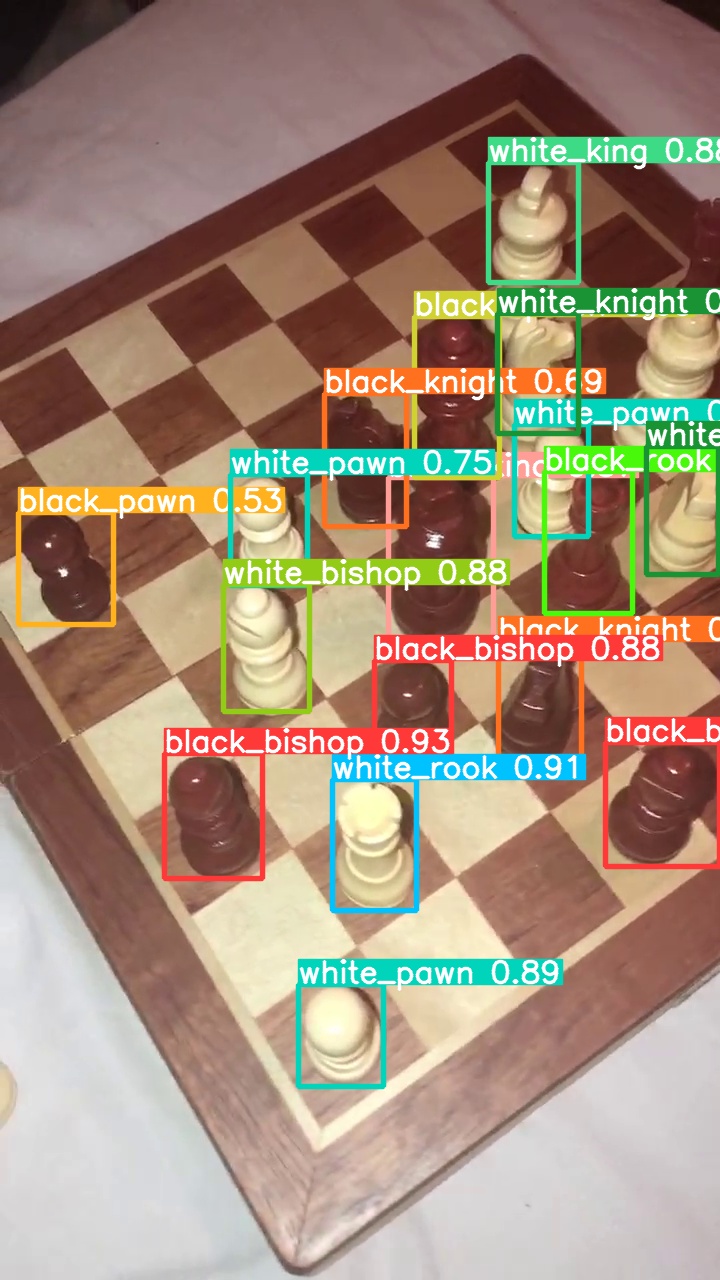 white_king 0.88
black
white_knight 0
black_knight 0.69
white_pawn 0
white
white_pawn 0.75
king
black_rook
black_pawn 0.53
white_bishop 0.88
black_knight 0
black_bishop 0.88
black_b
black_bishop 0.93
white_rook 0.91
white_pawn 0.89